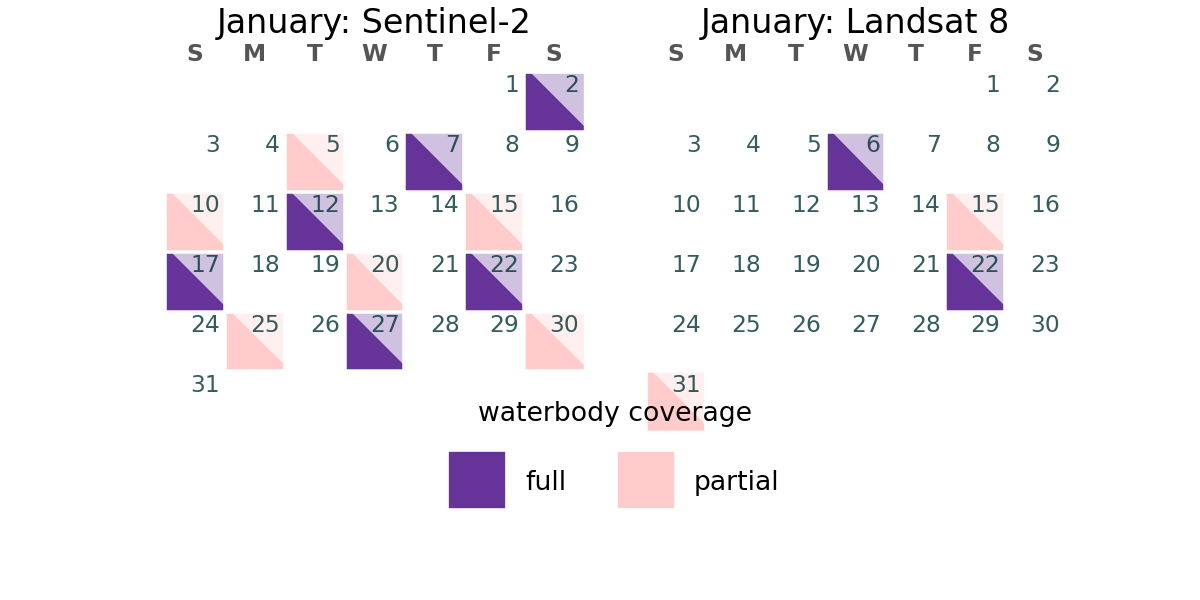 January: Sentinel-2
S M T W T F S
1 2
3 4 5 6 7 8 9
10 11 12 13 14 15 16
17 18 19 20 21 22 23
24 25 26 27 28 29 30
31
January: Landsat 8
S M T W T F S
1 2
3 4 5 6 7 8 9
10 11 12 13 14 15 16
17 18 19 20 21 22 23
24 25 26 27 28 29 30
31
waterbody coverage
full
partial